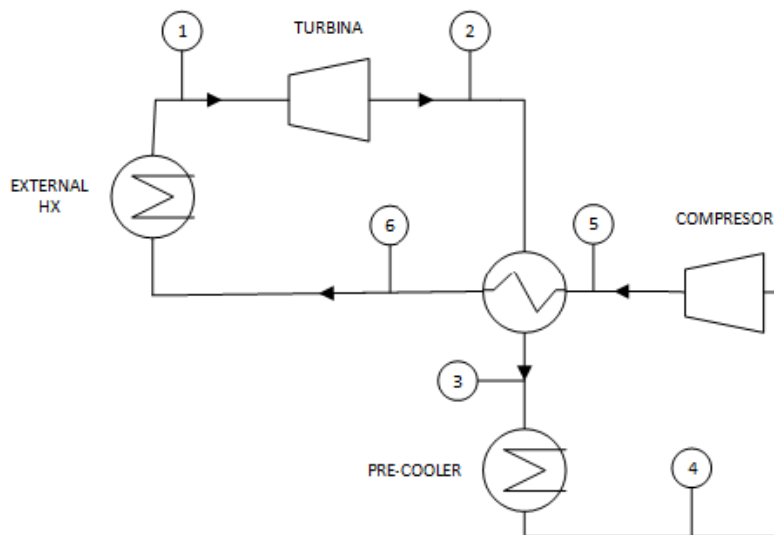 1
TURBINA
2
EXTERNAL
HX
6
5
COMPRESOR
3
PRE-COOLER
4